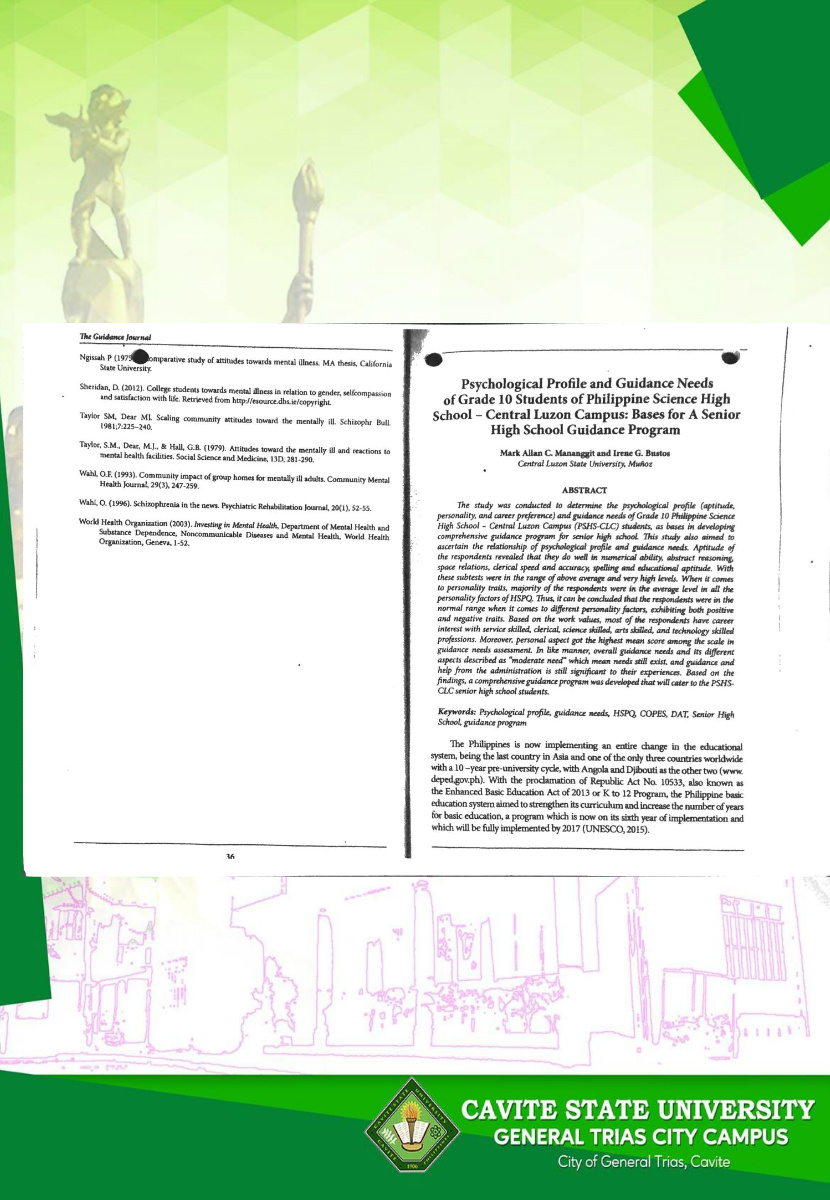 The Guidance Journal
Ngissah P (1975 omparative study of attitudes towards mental illness. MA thesis, California
State University.
Sheridan, D. (2012). College students towards mental illness in relation to gender, selfcompassion
and satisfaction with life. Retrieved from http://esource.dbs.ie/copyright.
Taylor SM, Dear MJ. Scaling community attitudes toward the mentally ill. Schizophr Bull.
1981;7:225–240.
Taylor, S.M., Dear, M.J., & Hall, G.B. (1979). Attitudes toward the mentally ill and reactions to
mental health facilities. Social Science and Medicine, 13D, 281-290.
Wahl, O.F. (1993). Community impact of group homes for mentally ill adults. Community Mental
Health Journal, 29(3), 247-259.
Wahl, O. (1996). Schizophrenia in the news. Psychiatric Rehabilitation Journal, 20(1), 52-55.
World Health Organization (2003). Investing in Mental Health, Department of Mental Health and
Substance Dependence, Noncommunicable Diseases and Mental Health, World Health
Organization, Geneva, 1-52.
36
Psychological Profile and Guidance Needs
of Grade 10 Students of Philippine Science High
School – Central Luzon Campus: Bases for A Senior
High School Guidance Program
Mark Allan C. Mananggit and Irene G. Bustos
Central Luzon State University, Muñoz
ABSTRACT
The study was conducted to determine the psychological profile (aptitude,
personality, and career preference) and guidance needs of Grade 10 Philippine Science
High School – Central Luzon Campus (PSHS-CLC) students, as bases in developing
comprehensive guidance program for senior high school. This study also aimed to
ascertain the relationship of psychological profile and guidance needs. Aptitude of
the respondents revealed that they do well in numerical ability, abstract reasoning,
space relations, clerical speed and accuracy, spelling and educational aptitude. With
these subtests were in the range of above average and very high levels. When it comes
to personality traits, majority of the respondents were in the average level in all the
personality factors of HSPQ. Thus, it can be concluded that the respondents were in the
normal range when it comes to different personality factors, exhibiting both positive
and negative traits. Based on the work values, most of the respondents have career
interest with service skilled, clerical, science skilled, arts skilled, and technology skilled
professions. Moreover, personal aspect got the highest mean score among the scale in
guidance needs assessment. In like manner, overall guidance needs and its different
aspects described as "moderate need" which mean needs still exist, and guidance and
help from the administration is still significant to their experiences. Based on the
findings, a comprehensive guidance program was developed that will cater to the PSHS-
CLC senior high school students.
Keywords: Psychological profile, guidance needs, HSPQ, COPES, DAT, Senior High
School, guidance program
The Philippines is now implementing an entire change in the educational
system, being the last country in Asia and one of the only three countries worldwide
with a 10 –year pre-university cycle, with Angola and Djibouti as the other two (www.
deped.gov.ph). With the proclamation of Republic Act No. 10533, also known as
the Enhanced Basic Education Act of 2013 or K to 12 Program, the Philippine basic
education system aimed to strengthen its curriculum and increase the number of years
for basic education, a program which is now on its sixth year of implementation and
which will be fully implemented by 2017 (UNESCO, 2015).
CAVITE STATE UNIVERSITY
GENERAL TRIAS CITY CAMPUS
City of General Trias, Cavite
1906